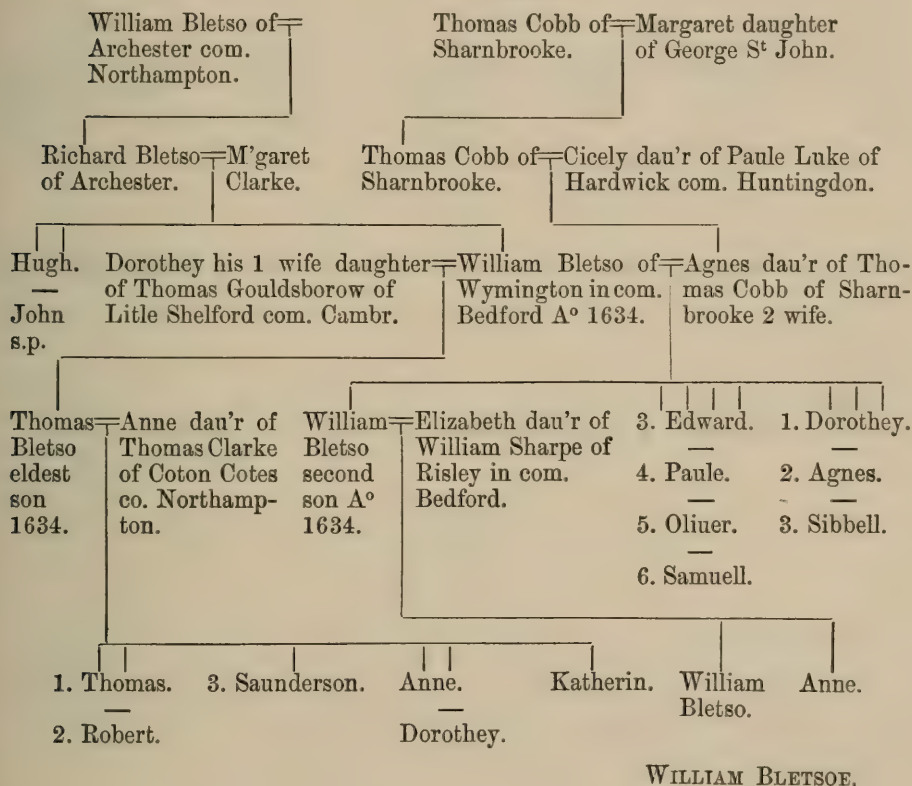 William Bletso of
Archester com.
Northampton.
Thomas Cobb of
Sharnbrooke.
Margaret daughter
of George Sᵗ John.
Richard Bletso
of Archester.
M'garet
Clarke.
Thomas Cobb of
Sharnbrooke.
Cicely dau'r of Paule Luke of
Hardwick com. Huntingdon.
Hugh.
—
John
s.p.
Dorothey his 1 wife daughter
of Thomas Gouldsborow of
Litle Shelford com. Cambr.
William Bletso of
Wymington in com.
Bedford Aº 1634.
Agnes dau'r of Tho-
mas Cobb of Sharn-
brooke 2 wife.
Thomas
Bletso
eldest
son
1634.
Anne dau'r of
Thomas Clarke
of Coton Cotes
co. Northamp-
ton.
William
Bletso
second
son Aº
1634.
Elizabeth dau'r of
William Sharpe of
Risley in com.
Bedford.
3. Edward.
—
4. Paule.
—
5. Oliuer.
—
6. Samuell.
1. Dorothey.
—
2. Agnes.
—
3. Sibbell.
1. Thomas.
—
2. Robert.
3. Saunderson.
Anne.
—
Dorothey.
Katherin.
William
Bletso.
Anne.
WILLIAM BLETSOE.